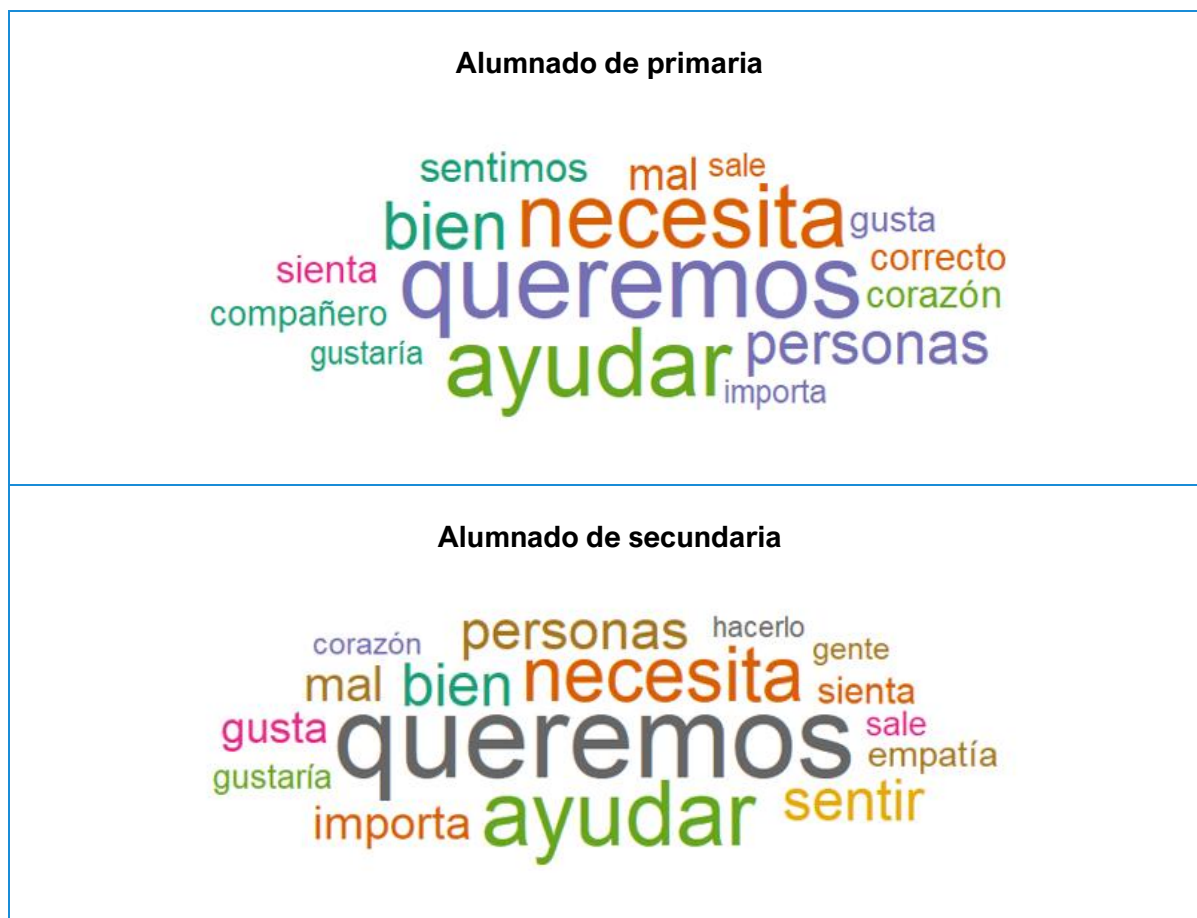 Alumnado de primaria
sentimos mal sale
bien necesita gusta
sienta queremos correcto
compañero corazón
gustaría ayudar personas
importa
Alumnado de secundaria
corazón personas hacerlo
mal bien necesita gente
sienta
gusta queremos sale
gustaría empatía
importa ayudar sentir